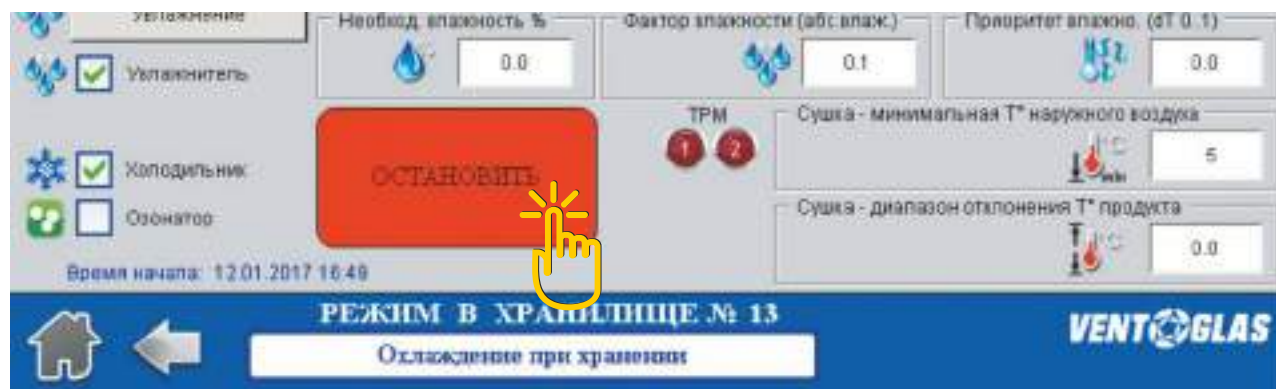 Увлажнение
Необход. влажность %
Фактор влажности (абс.влаж.)
Приоритет влажно. (dT 0..1)
0.0
0.1
0.0
Увлажнитель
ТРМ
1 2
Сушка - минимальная Т° наружного воздуха
5
Холодильник
ОСТАНОВИТЬ
Озонатор
Сушка - диапазон отклонения Т° продукта
0.0
Время начала: 12.01.2017 16:49
РЕЖИМ В ХРАНИЛИЩЕ № 13
Охлаждение при хранении
VENTOGLAS